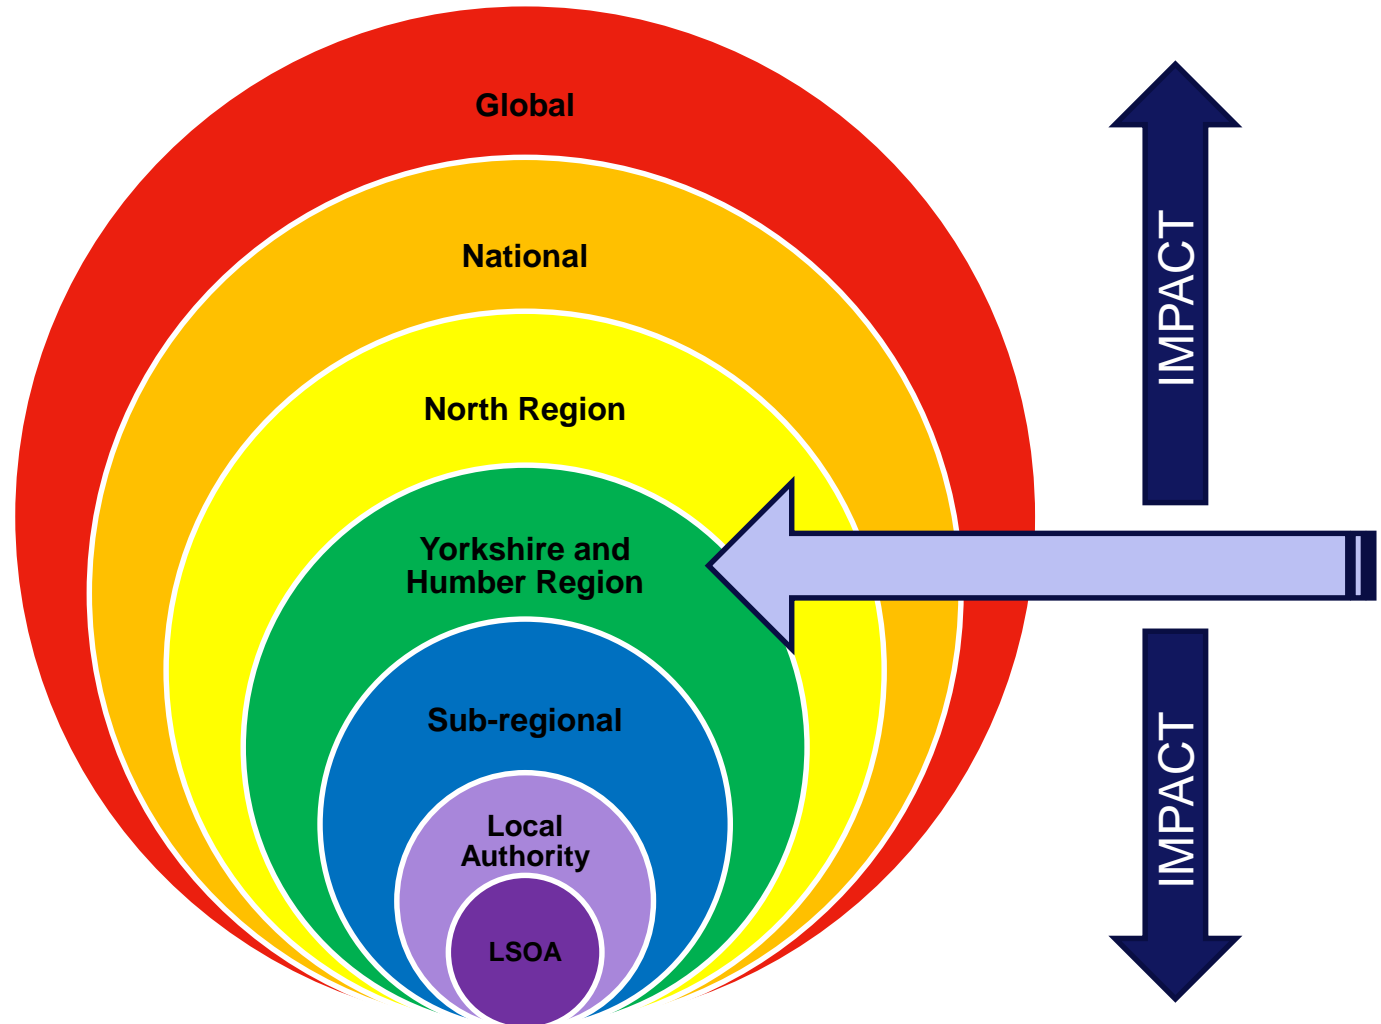 Global
National
North Region
Yorkshire and
Humber Region
Sub-regional
Local
Authority
LSOA
IMPACT
IMPACT